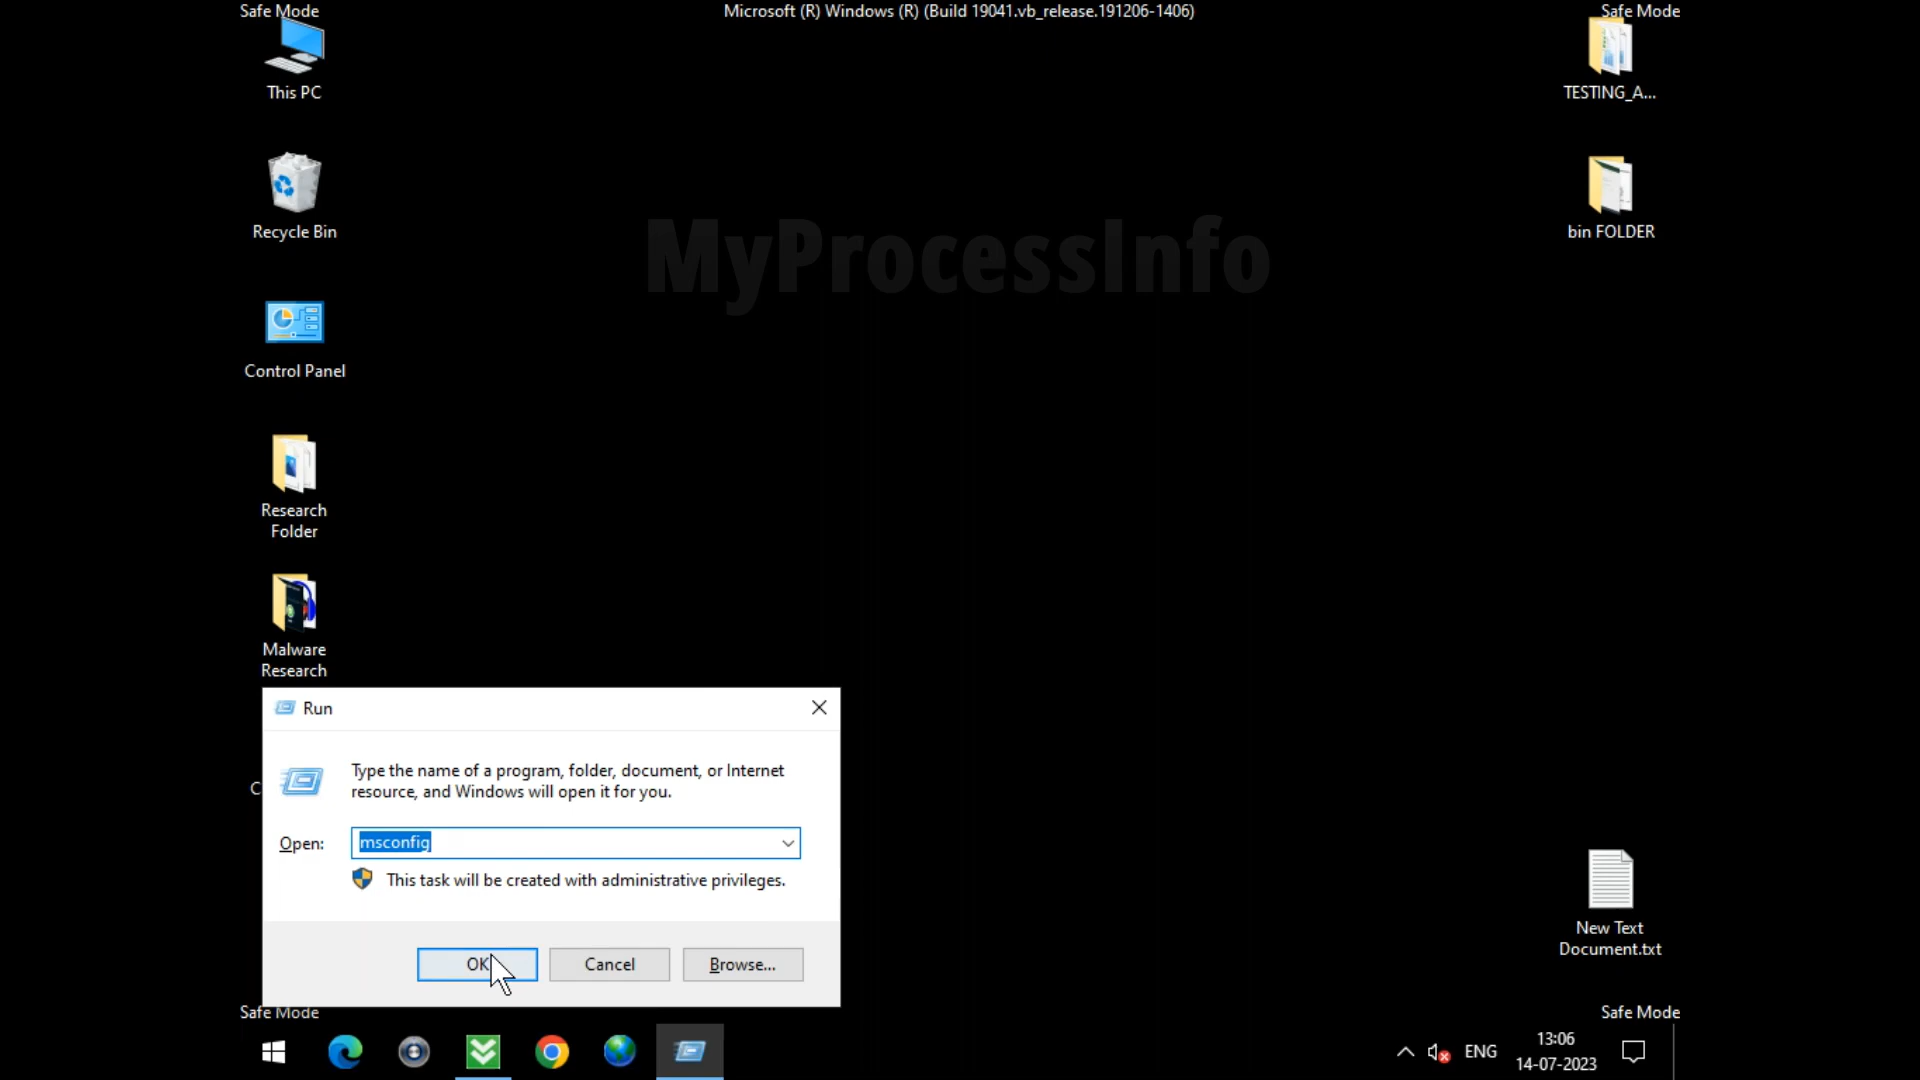 Safe Mode
Microsoft (R) Windows (R) (Build 19041.vb_release.191206-1406)
Safe Mode
This PC
TESTING_A...
Recycle Bin
bin FOLDER
MyProcessInfo
Control Panel
Research
Folder
Malware
Research
Run
Type the name of a program, folder, document, or Internet
resource, and Windows will open it for you.
C
Open:
msconfig
This task will be created with administrative privileges.
OK
Cancel
Browse...
New Text
Document.txt
Safe Mode
Safe Mode
ENG
13:06
14-07-2023